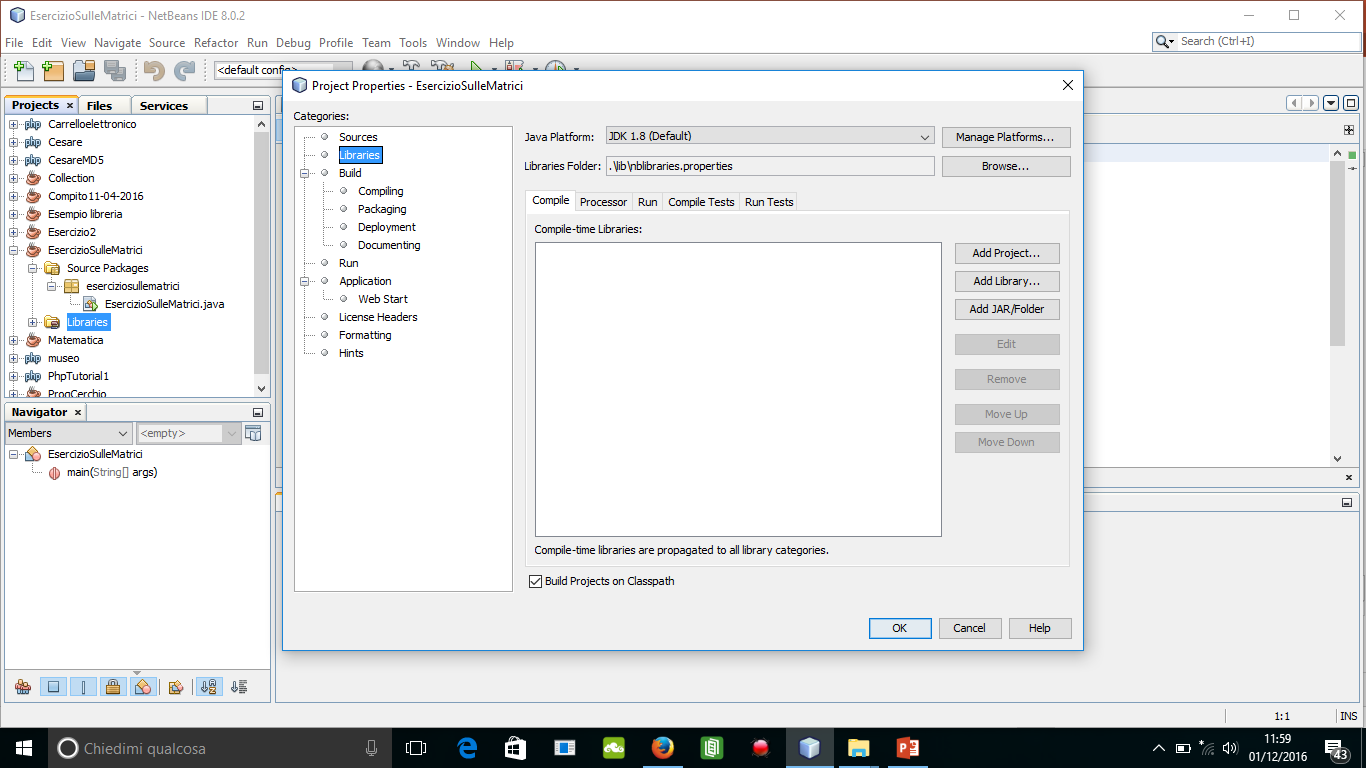 EsercizioSulleMatrici - NetBeans IDE 8.0.2
File Edit View Navigate Source Refactor Run Debug Profile Team Tools Window Help
Search (Ctrl+I)
<default config>
Projects Files Services
Carrelloelettronico
Cesare
CesareMD5
Collection
Compito11-04-2016
Esempio libreria
Esercizio2
EsercizioSulleMatrici
Source Packages
eserciziosullematrici
EsercizioSulleMatrici.java
Libraries
Matematica
museo
PhpTutorial1
ProgCerchio
Navigator
Members <empty>
EsercizioSulleMatrici
main(String[] args)
Project Properties - EsercizioSulleMatrici
Categories:
Sources
Libraries
Build
Compiling
Packaging
Deployment
Documenting
Run
Application
Web Start
License Headers
Formatting
Hints
Java Platform: JDK 1.8 (Default) Manage Platforms...
Libraries Folder: .\lib\nblibraries.properties Browse...
Compile Processor Run Compile Tests Run Tests
Compile-time Libraries:
Add Project...
Add Library...
Add JAR/Folder
Edit
Remove
Move Up
Move Down
Compile-time libraries are propagated to all library categories.
Build Projects on Classpath
OK Cancel Help
1:1 INS
Chiedimi qualcosa
11:59
01/12/2016
43